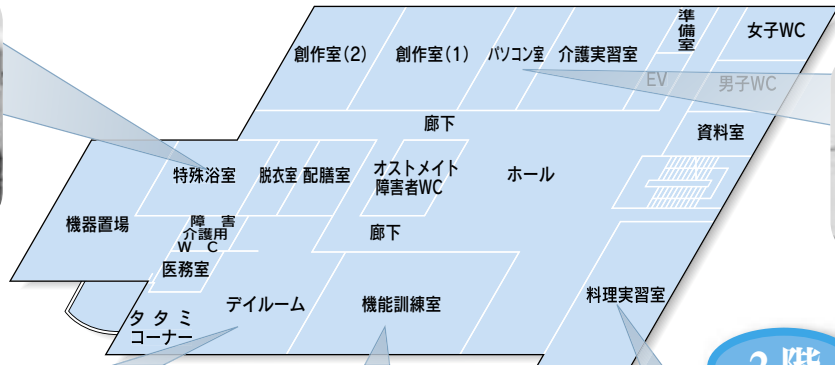 創作室(2)
創作室(1)
パソコン室
介護実習室
準備室
女子WC
EV
男子WC
廊下
資料室
特殊浴室
脱衣室
配膳室
オストメイト
障害者WC
ホール
機器置場
障害
介護用
WC
廊下
医務室
デイルーム
機能訓練室
料理実習室
タタミ
コーナー